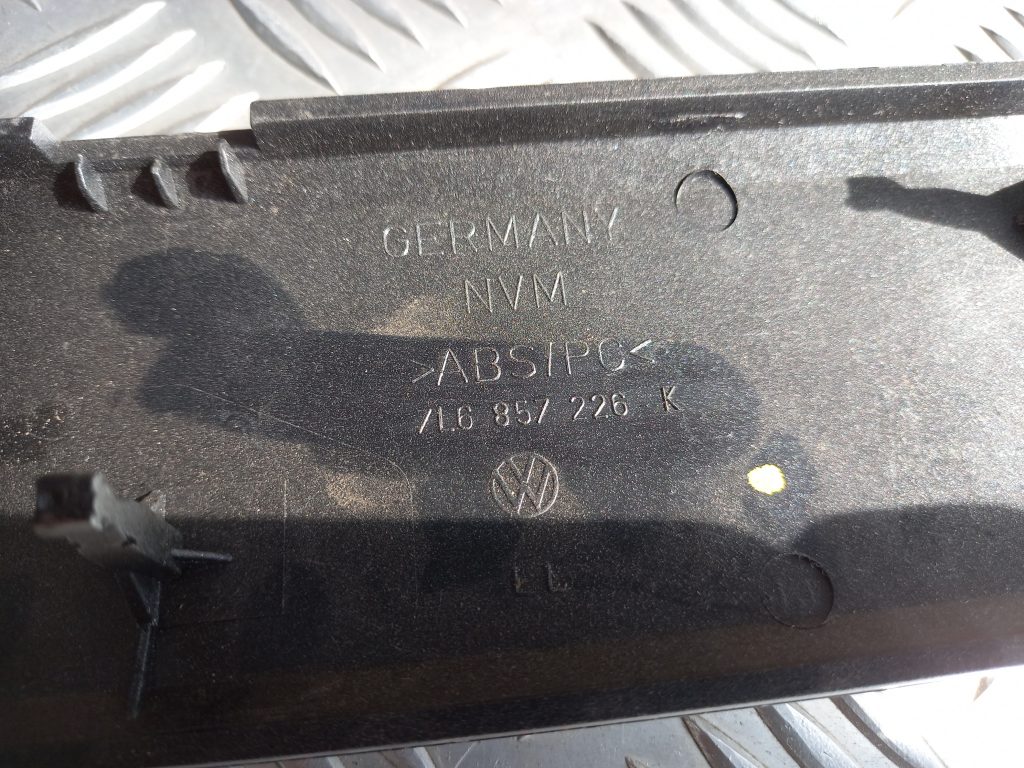 GERMANY
NVM
>ABS/PC<
7L6 857 226 K